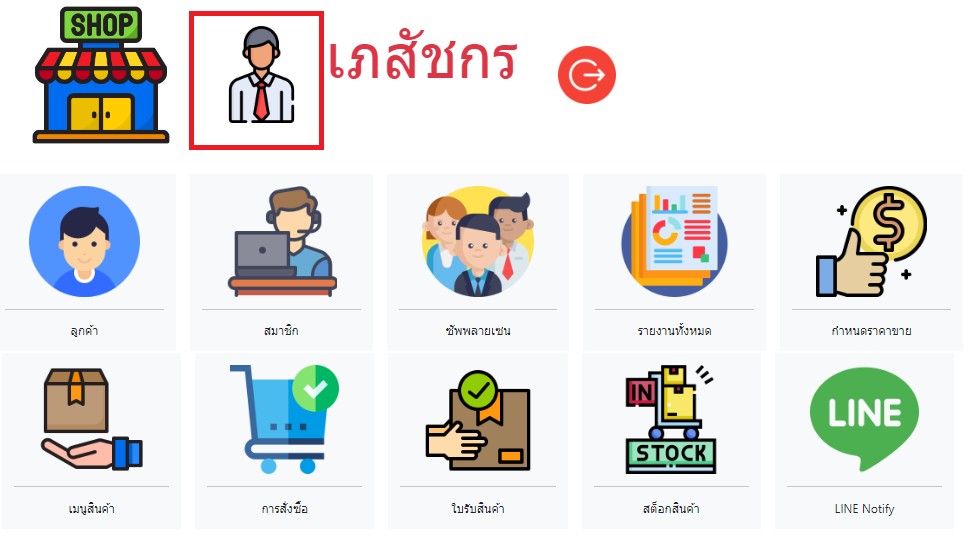 SHOP
เภสัชกร
ลูกค้า
สมาชิก
ซัพพลายเซน
รายงานทั้งหมด
กำหนดราคาขาย
เมนูสินค้า
การสั่งซื้อ
ใบรับสินค้า
IN
STOCK
สต็อกสินค้า
LINE
LINE Notify